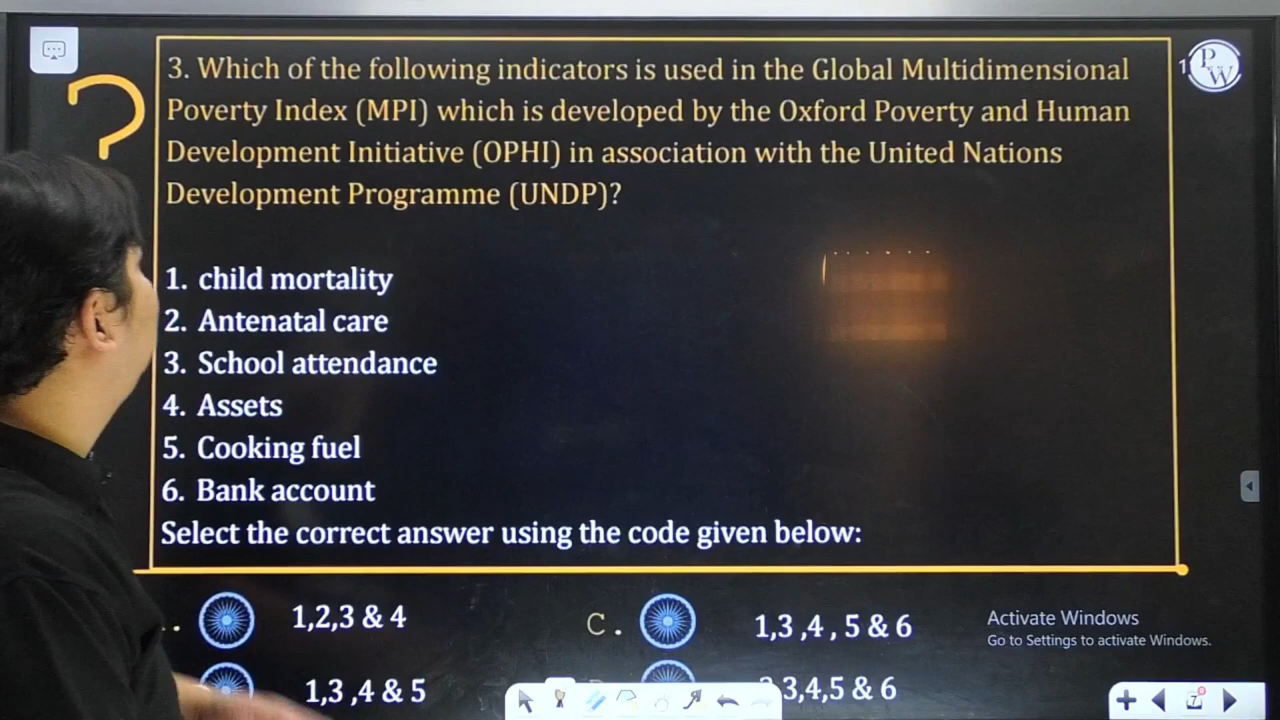 3. Which of the following indicators is used in the Global Multidimensional
Poverty Index (MPI) which is developed by the Oxford Poverty and Human
Development Initiative (OPHI) in association with the United Nations
Development Programme (UNDP)?
1. child mortality
2. Antenatal care
3. School attendance
4. Assets
5. Cooking fuel
6. Bank account
Select the correct answer using the code given below:
1,2,3 & 4
C. 1,3 ,4 , 5 & 6
1,3 ,4 & 5
3,4,5 & 6
PW
Activate Windows
Go to Settings to activate Windows.